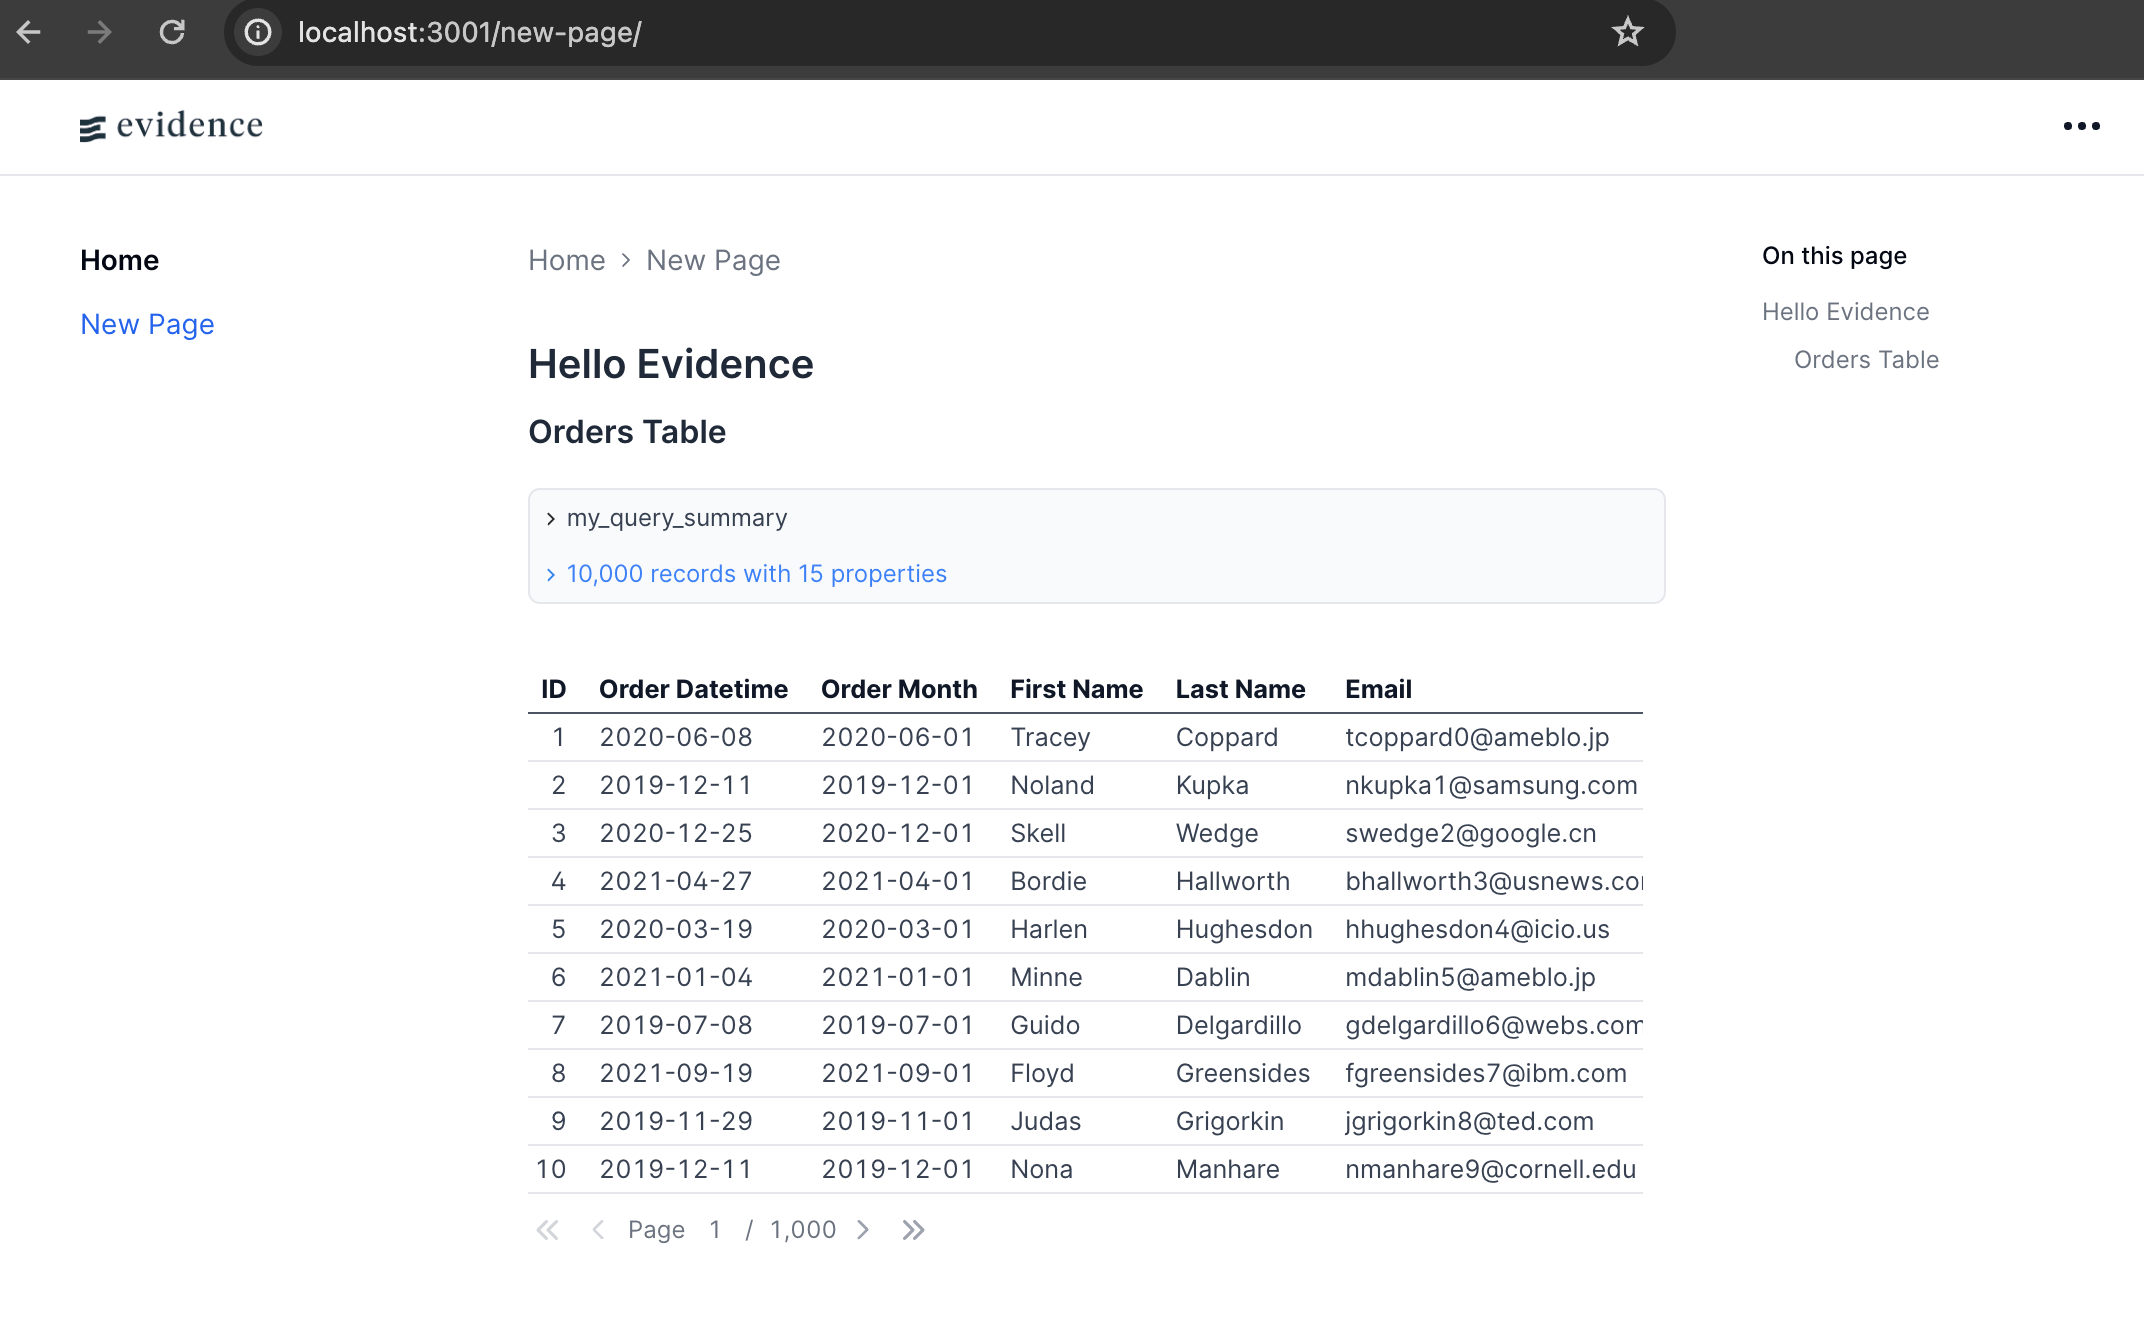 localhost:3001/new-page/
evidence
Home
New Page
Home > New Page
Hello Evidence
Orders Table
my_query_summary
10,000 records with 15 properties
ID Order Datetime Order Month First Name Last Name Email
1 2020-06-08 2020-06-01 Tracey Coppard tcoppard0@ameblo.jp
2 2019-12-11 2019-12-01 Noland Kupka nkupka1@samsung.com
3 2020-12-25 2020-12-01 Skell Wedge swedge2@google.cn
4 2021-04-27 2021-04-01 Bordie Hallworth bhallworth3@usnews.co
5 2020-03-19 2020-03-01 Harlen Hughesdon hhughesdon4@icio.us
6 2021-01-04 2021-01-01 Minne Dablin mdablin5@ameblo.jp
7 2019-07-08 2019-07-01 Guido Delgardillo gdelgardillo6@webs.com
8 2021-09-19 2021-09-01 Floyd Greensides fgreensides7@ibm.com
9 2019-11-29 2019-11-01 Judas Grigorkin jgrigorkin8@ted.com
10 2019-12-11 2019-12-01 Nona Manhare nmanhare9@cornell.edu
Page 1 / 1,000
On this page
Hello Evidence
Orders Table